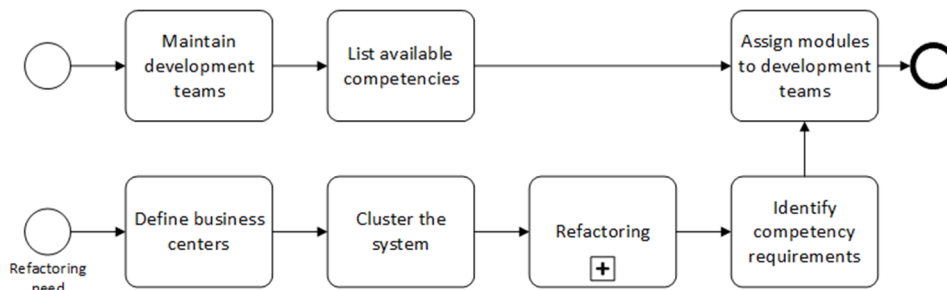 Maintain
development
teams
List available
competencies
Assign modules
to development
teams
Define business
centers
Cluster the
system
Refactoring
Identify
competency
requirements
Refactoring
need